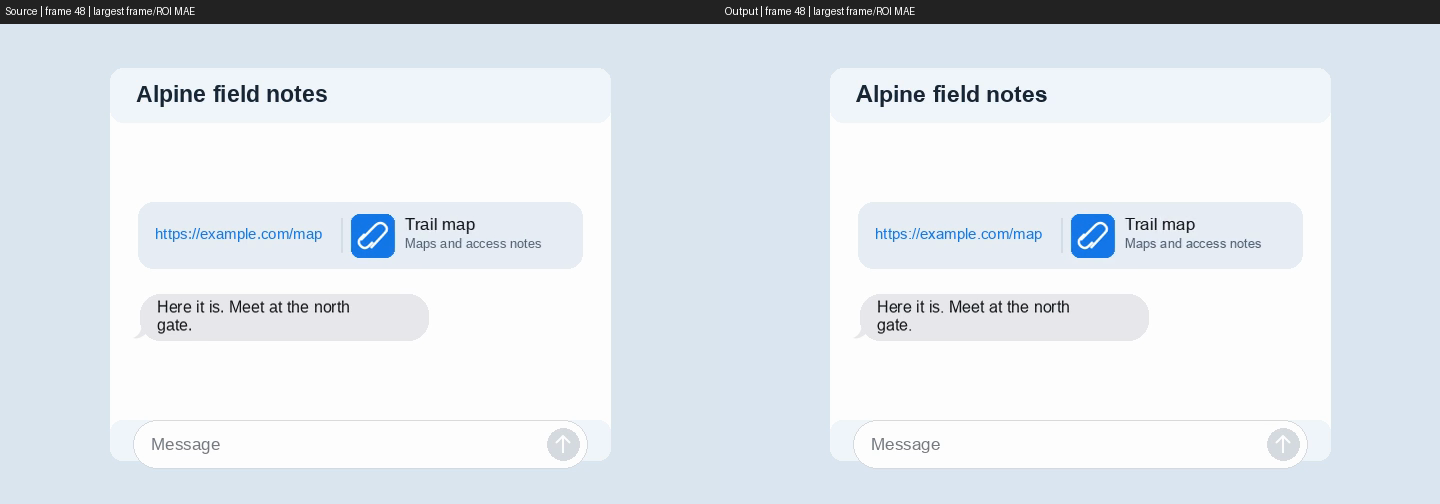 Source | frame 48 | largest frame/ROI MAE
Alpine field notes
https://example.com/map
Trail map
Maps and access notes
Here it is. Meet at the north
gate.
Message
Output | frame 48 | largest frame/ROI MAE
Alpine field notes
https://example.com/map
Trail map
Maps and access notes
Here it is. Meet at the north
gate.
Message